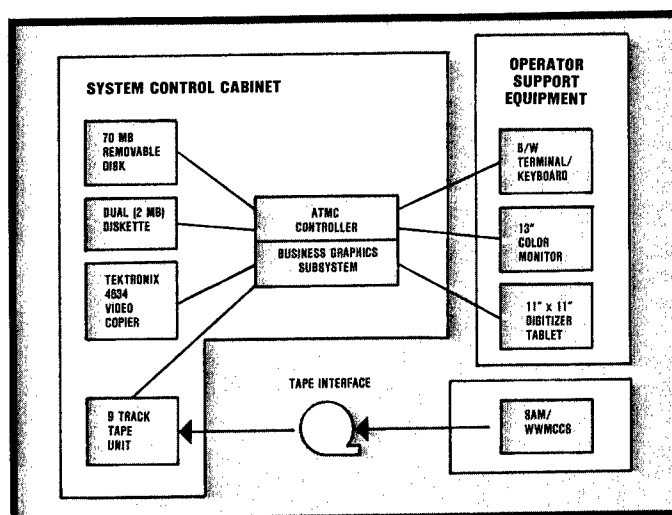 SYSTEM CONTROL CABINET
70 MB
REMOVABLE
DISK
DUAL (2 MB)
DISKETTE
TEKTRONIX
4634
VIDEO
COPIER
9 TRACK
TAPE
UNIT
ATMC
CONTROLLER
BUSINESS GRAPHICS
SUBSYSTEM
TAPE INTERFACE
OPERATOR
SUPPORT
EQUIPMENT
B/W
TERMINAL/
KEYBOARD
13"
COLOR
MONITOR
11" x 11"
DIGITIZER
TABLET
SAM/
WWMCCS